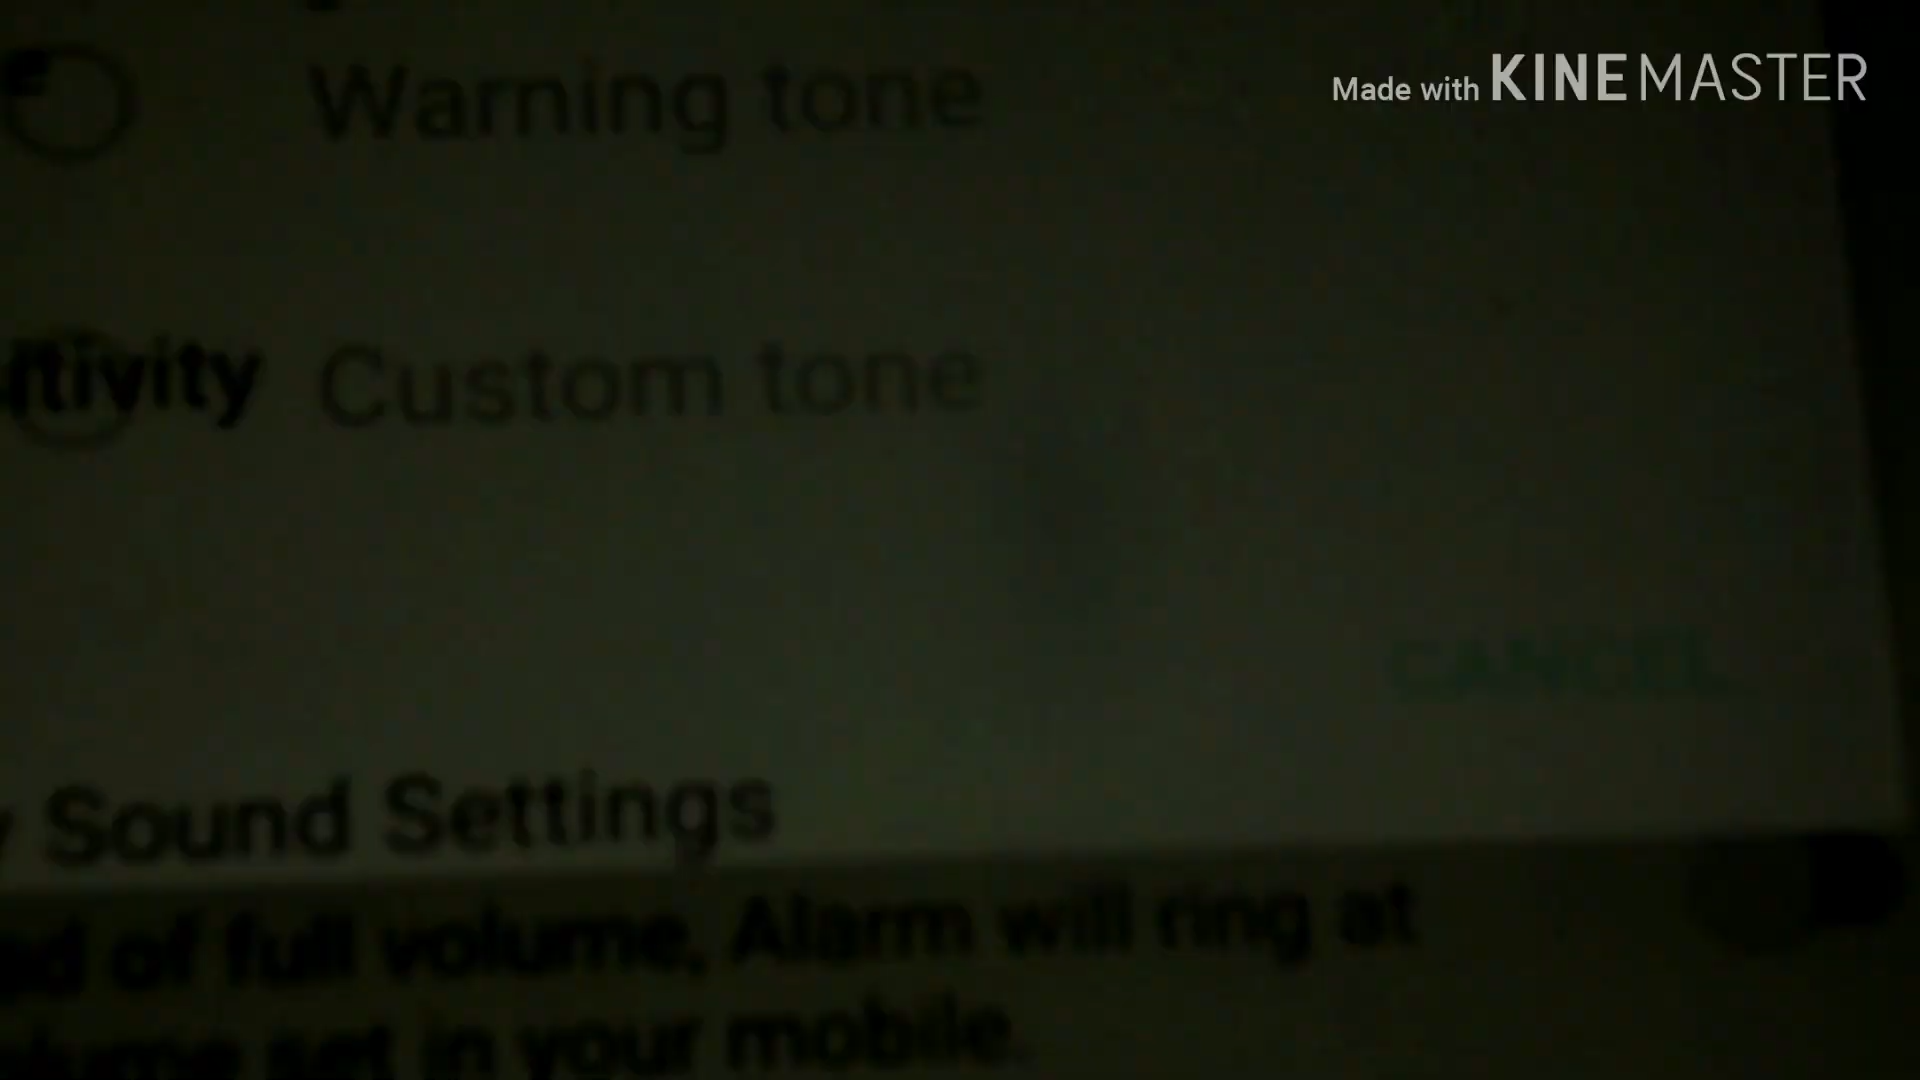 Made with KINEMASTER
Warning tone
Custom tone
CANCEL
Sound Settings
of full volume, Alarm will ring at
set in your mobile.